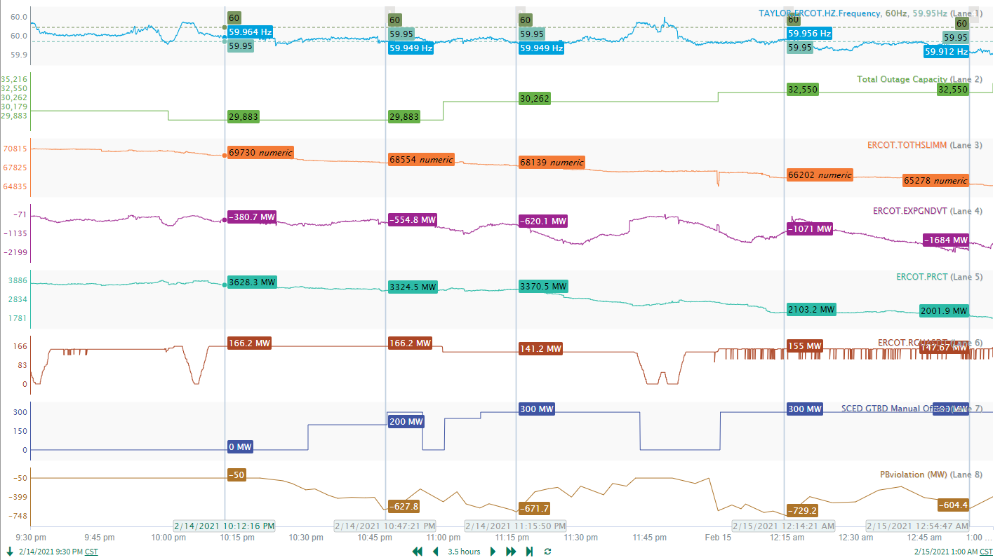 TAYLOR.ERCOT.HZ.Frequency, 60Hz, 59.95Hz (Lane 1)
60.0
60.0
59.9
60
59.964 Hz
59.95
60
59.95
59.949 Hz
60
59.95
59.949 Hz
60
59.956 Hz
59.95
60
59.95
59.912 Hz
Total Outage Capacity (Lane 2)
35,216
32,550
30,262
30,179
29,883
29,883
29,883
30,262
32,550
32,550
ERCOT.TOTHSLIMM (Lane 3)
70815
67825
64835
69730 numeric
68554 numeric
68139 numeric
66202 numeric
65278 numeric
ERCOT.EXPGNDVT (Lane 4)
-71
-1135
-2199
-380.7 MW
-554.8 MW
-620.1 MW
-1071 MW
-1684 MW
ERCOT.PRCT (Lane 5)
3886
2834
1781
3628.3 MW
3324.5 MW
3370.5 MW
2103.2 MW
2001.9 MW
(Lane 6)
166
83
0
166.2 MW
166.2 MW
141.2 MW
155 MW
147.67 MW
SCED GTBD Manual Offset (Lane 7)
300
150
0
0 MW
200 MW
300 MW
300 MW
PBviolation (MW) (Lane 8)
-50
-399
-748
-50
-627.8
-671.7
-729.2
-604.4
2/14/2021 10:12:16 PM 2/14/2021 10:47:21 PM 2/14/2021 11:15:50 PM 2/15/2021 12:14:21 AM 2/15/2021 12:54:47 AM
9:30 pm 9:45 pm 10:00 pm 10:15 pm 10:30 pm 10:45 pm 11:00 pm 11:15 pm 11:30 pm 11:45 pm Feb 15 12:15 am 12:30 am 12:45 am 1:00 ...
2/14/2021 9:30 PM CST 3.5 hours 2/15/2021 1:00 AM CST